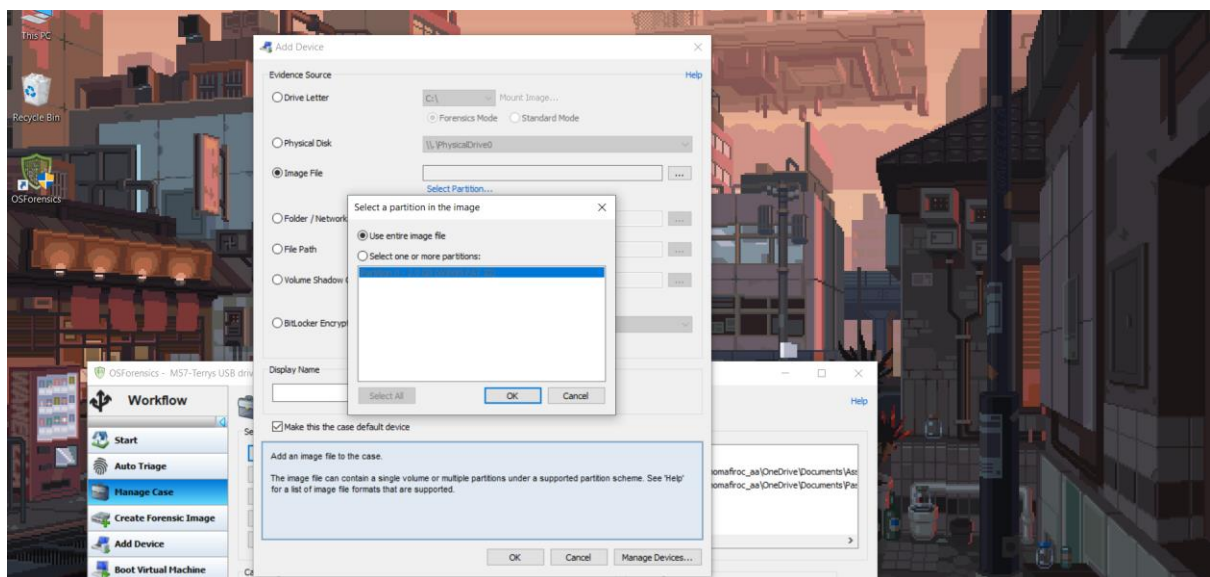 This PC
Recycle Bin
OSForensics
Add Device
Evidence Source
Help
Drive Letter
C:\
Mount Image...
Forensics Mode
Standard Mode
Physical Disk
\\.\PhysicalDrive0
Image File
...
Select Partition...
Select a partition in the image
Folder / Network
...
Use entire image file
File Path
...
Select one or more partitions:
Volume Shadow
...
BitLocker Encrypt
OSForensics - M57-Terrys USB driv
Display Name
Select All
OK
Cancel
Workflow
Help
Make this the case default device
Start
Add an image file to the case.
Auto Triage
The image file can contain a single volume or multiple partitions under a supported partition scheme. See 'Help'
for a list of image file formats that are supported.
omafroc_aa\OneDrive\Documents\Ass
omafroc_aa\OneDrive\Documents\Pas
Manage Case
Create Forensic Image
Add Device
OK
Cancel
Manage Devices...
Boot Virtual Machine